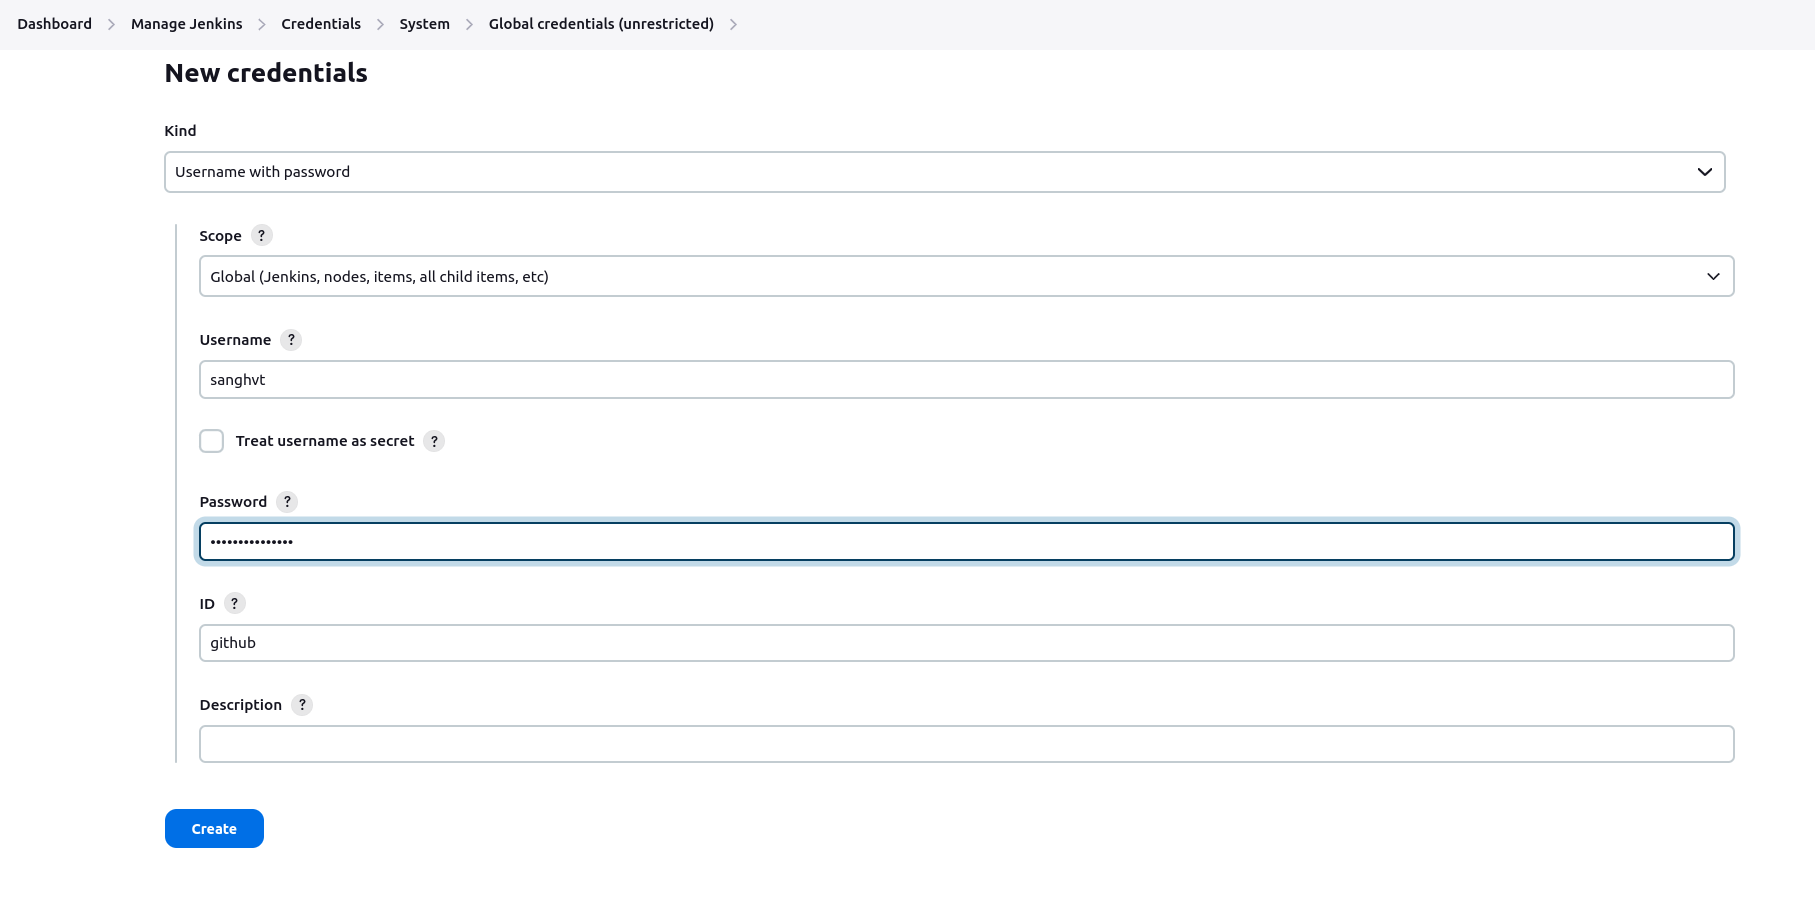 Dashboard > Manage Jenkins > Credentials > System > Global credentials (unrestricted) >
New credentials
Kind
Username with password
Scope ?
Global (Jenkins, nodes, items, all child items, etc)
Username ?
sanghvt
Treat username as secret ?
Password ?
•••••••••••••••
ID ?
github
Description ?
Create